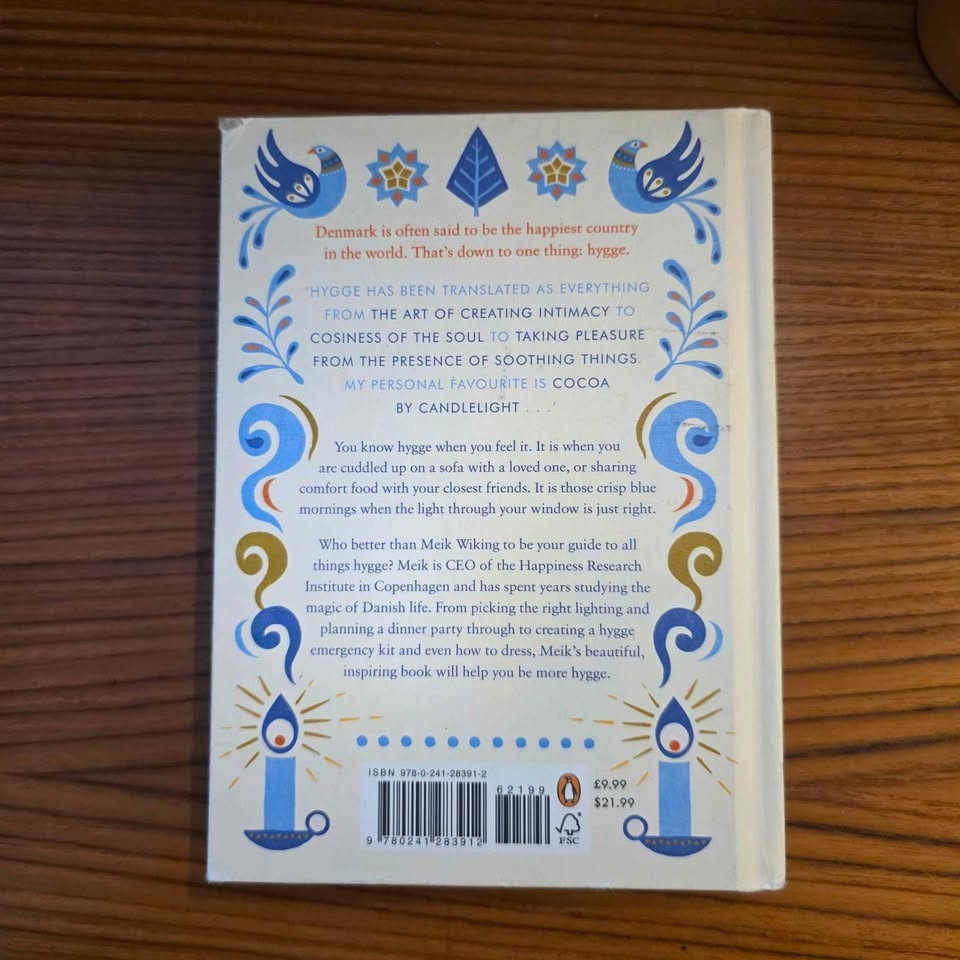 Denmark is often said to be the happiest country
in the world. That's down to one thing: hygge.
'HYGGE HAS BEEN TRANSLATED AS EVERYTHING
FROM THE ART OF CREATING INTIMACY TO
COSINESS OF THE SOUL TO TAKING PLEASURE
FROM THE PRESENCE OF SOOTHING THINGS.
MY PERSONAL FAVOURITE IS COCOA
BY CANDLELIGHT . . .'
You know hygge when you feel it. It is when you
are cuddled up on a sofa with a loved one, or sharing
comfort food with your closest friends. It is those crisp blue
mornings when the light through your window is just right.
Who better than Meik Wiking to be your guide to all
things hygge? Meik is CEO of the Happiness Research
Institute in Copenhagen and has spent years studying the
magic of Danish life. From picking the right lighting and
planning a dinner party through to creating a hygge
emergency kit and even how to dress, Meik's beautiful,
inspiring book will help you be more hygge.
ISBN 978-0-241-28391-2
62199
9 780241 283912
FSC
£9.99
$21.99